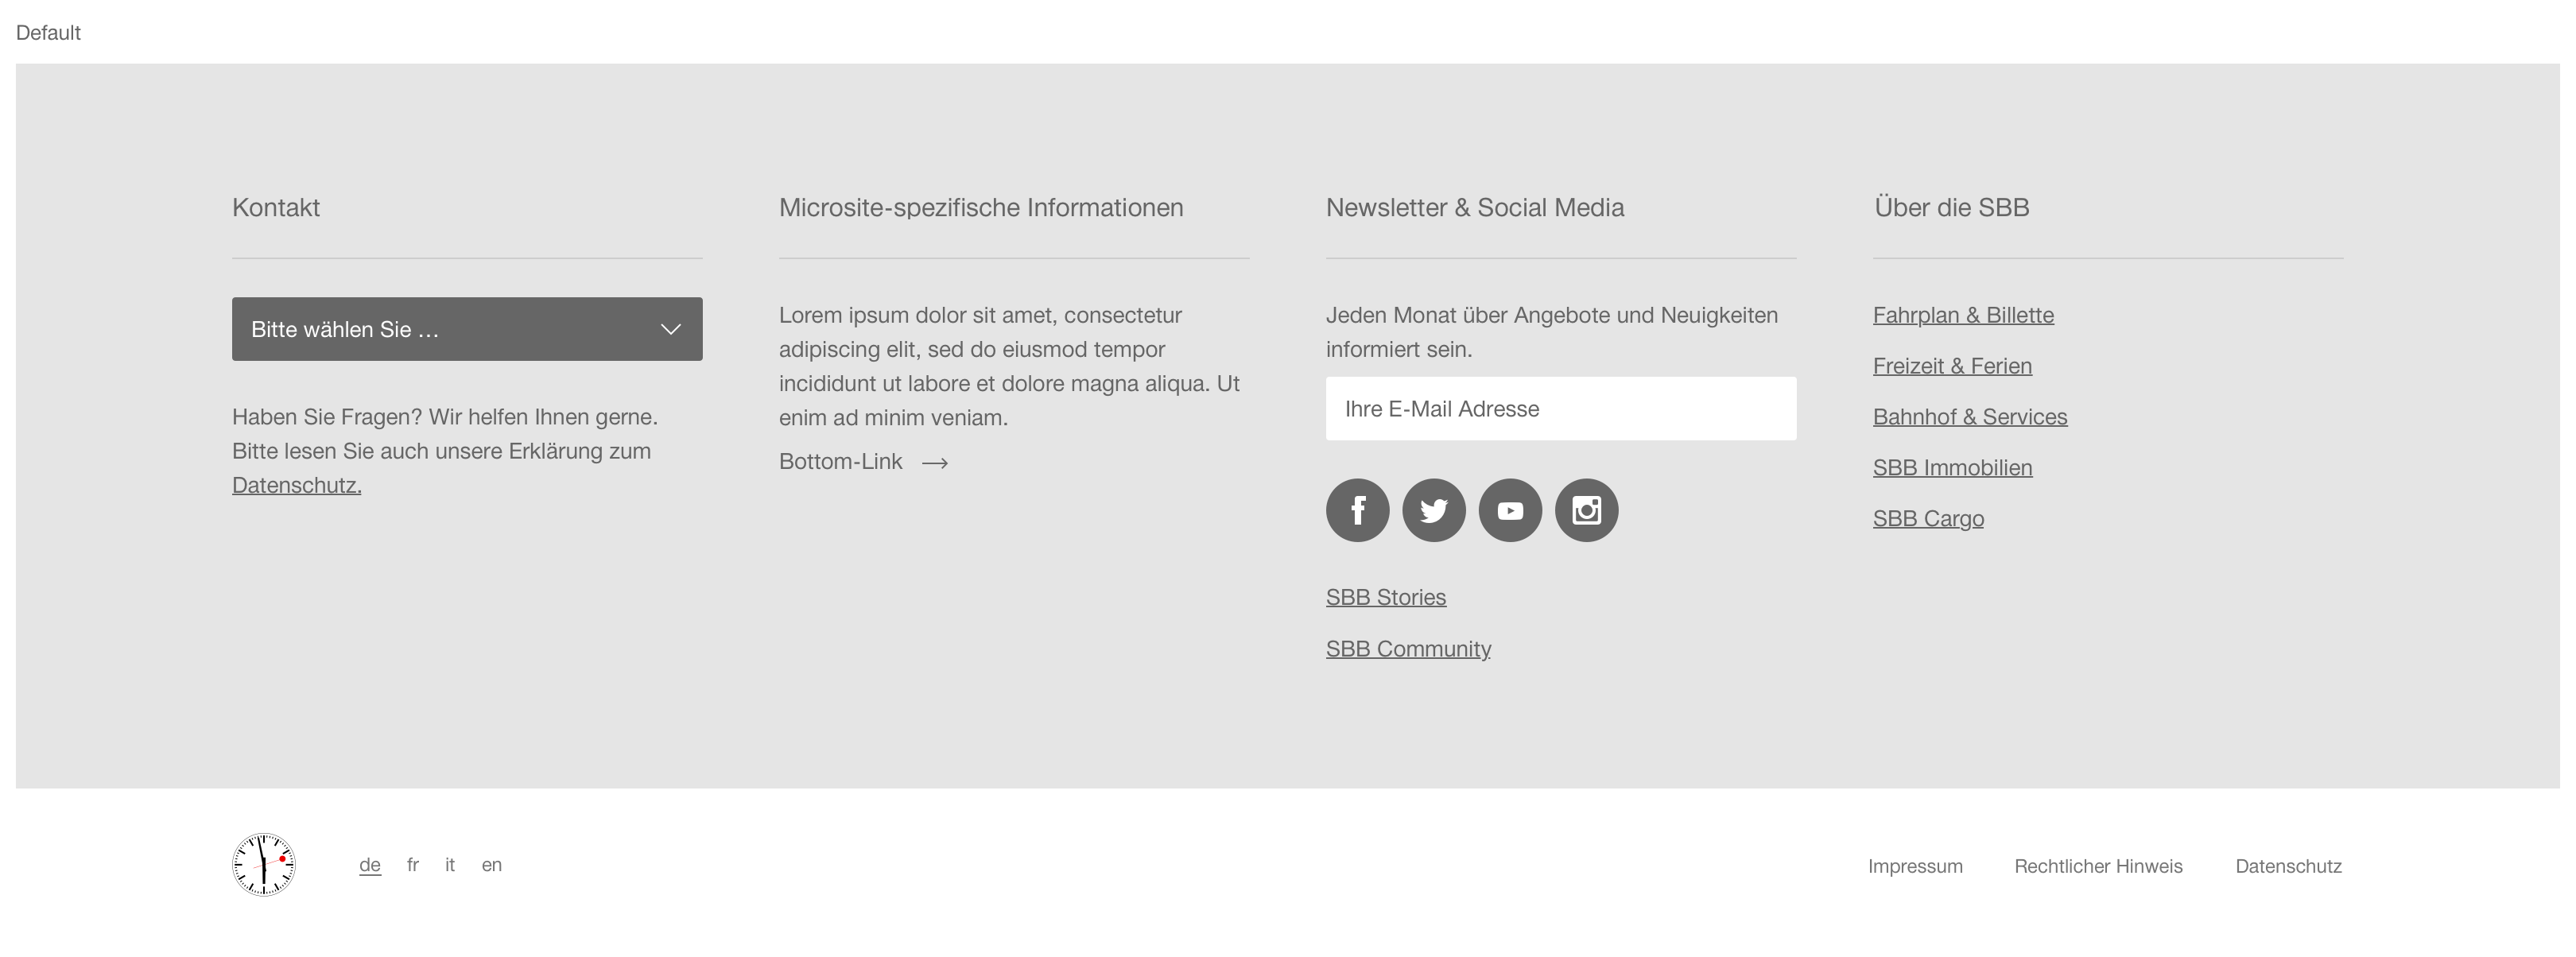 Default
Kontakt
Bitte wählen Sie …
Haben Sie Fragen? Wir helfen Ihnen gerne.
Bitte lesen Sie auch unsere Erklärung zum
Datenschutz.
Microsite-spezifische Informationen
Lorem ipsum dolor sit amet, consectetur
adipiscing elit, sed do eiusmod tempor
incididunt ut labore et dolore magna aliqua. Ut
enim ad minim veniam.
Bottom-Link
Newsletter & Social Media
Jeden Monat über Angebote und Neuigkeiten
informiert sein.
Ihre E-Mail Adresse
SBB Stories
SBB Community
Über die SBB
Fahrplan & Billette
Freizeit & Ferien
Bahnhof & Services
SBB Immobilien
SBB Cargo
de fr it en
Impressum Rechtlicher Hinweis Datenschutz